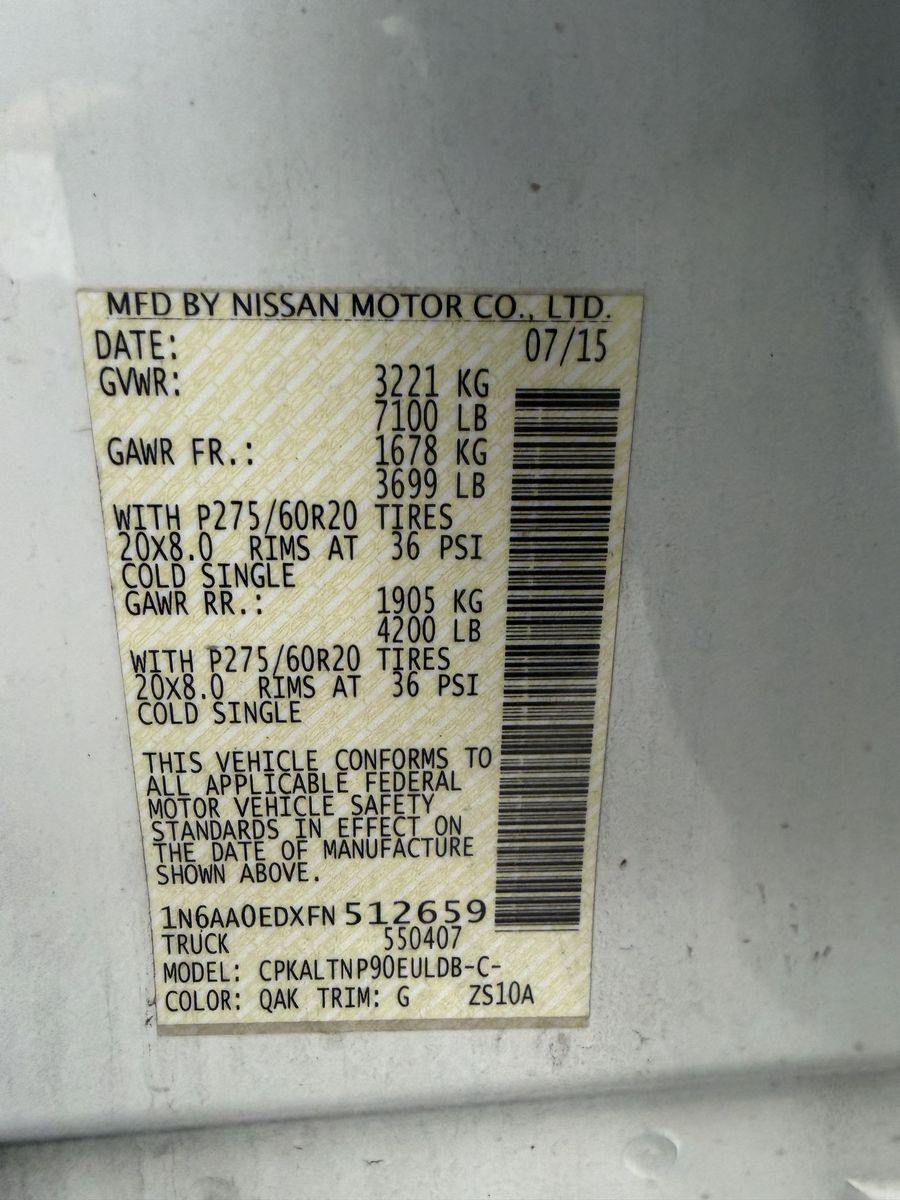 MFD BY NISSAN MOTOR CO., LTD.
DATE: 07/15
GVWR: 3221 KG
7100 LB
GAWR FR.: 1678 KG
3699 LB
WITH P275/60R20 TIRES
20X8.0 RIMS AT 36 PSI
COLD SINGLE
GAWR RR.: 1905 KG
4200 LB
WITH P275/60R20 TIRES
20X8.0 RIMS AT 36 PSI
COLD SINGLE
THIS VEHICLE CONFORMS TO
ALL APPLICABLE FEDERAL
MOTOR VEHICLE SAFETY
STANDARDS IN EFFECT ON
THE DATE OF MANUFACTURE
SHOWN ABOVE.
1N6AA0EDXFN 512659
TRUCK 550407
MODEL: CPKALTNP90EULDB-C-
COLOR: QAK TRIM: G ZS10A